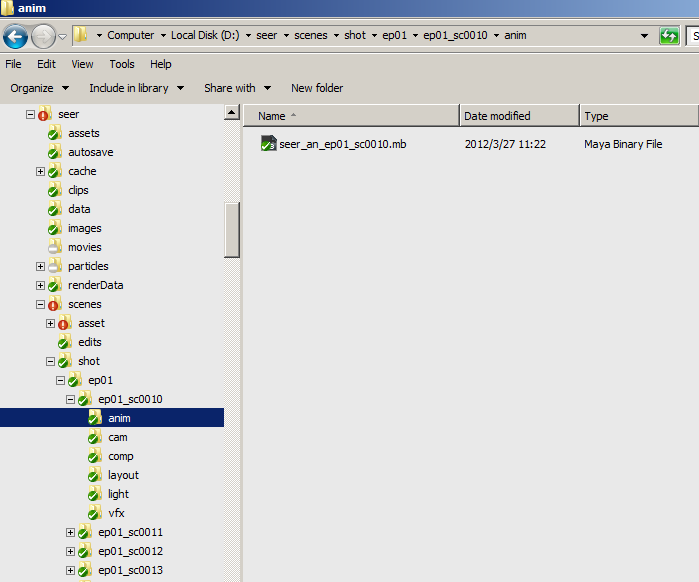 anim
Computer Local Disk (D:) seer scenes shot ep01 ep01_sc0010 anim
File Edit View Tools Help
Organize Include in library Share with New folder
seer
assets
autosave
cache
clips
data
images
movies
particles
renderData
scenes
asset
edits
shot
ep01
ep01_sc0010
anim
cam
comp
layout
light
vfx
ep01_sc0011
ep01_sc0012
ep01_sc0013
Name Date modified Type
seer_an_ep01_sc0010.mb 2012/3/27 11:22 Maya Binary File